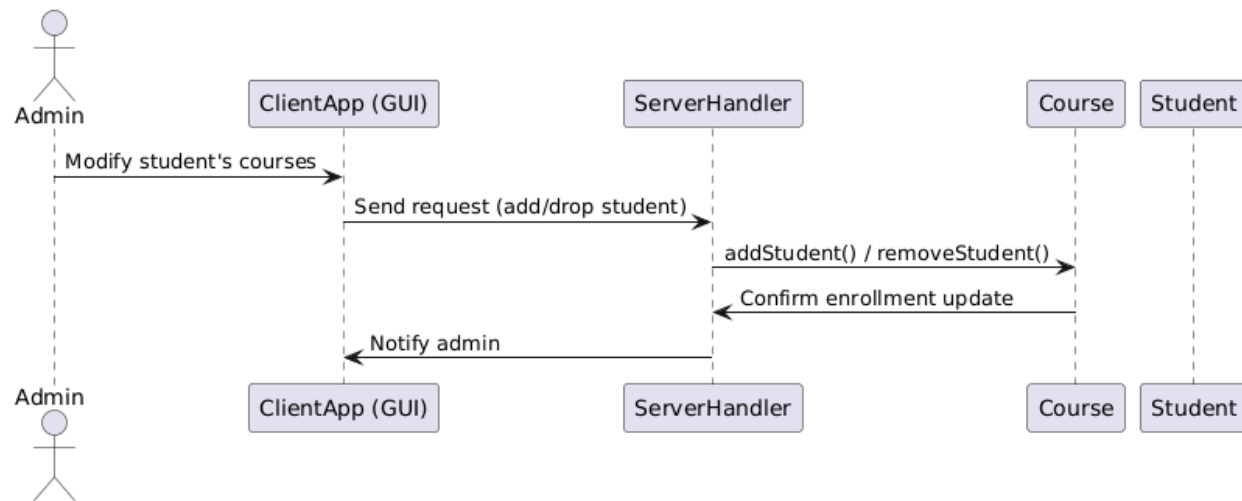 Admin
ClientApp (GUI)
ServerHandler
Course
Student
Modify student's courses
Send request (add/drop student)
addStudent() / removeStudent()
Confirm enrollment update
Notify admin
Admin
ClientApp (GUI)
ServerHandler
Course
Student